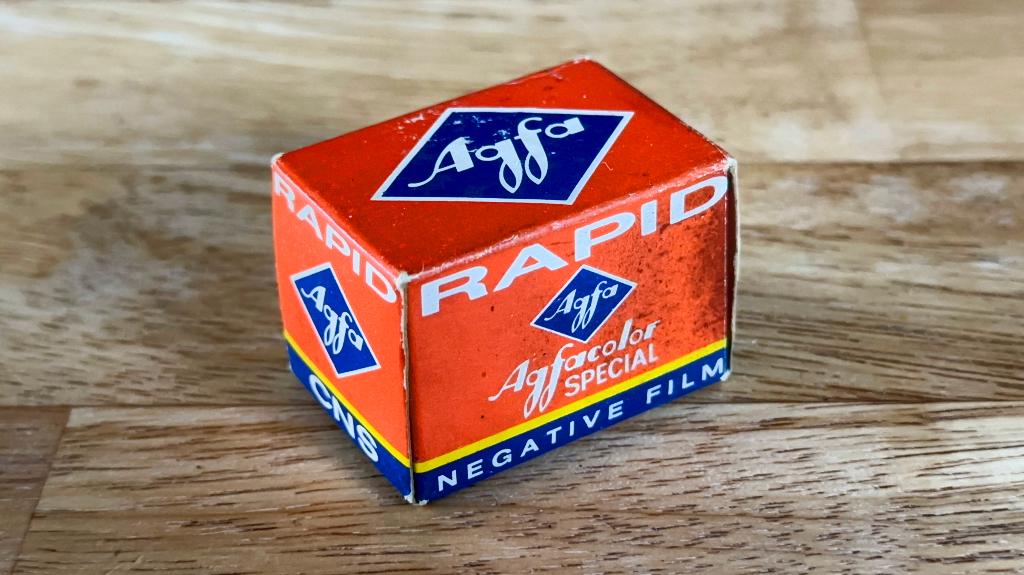 Agfa
RAPID
Agfa
CNS
RAPID
Agfa
Agfacolor
SPECIAL
NEGATIVE FILM